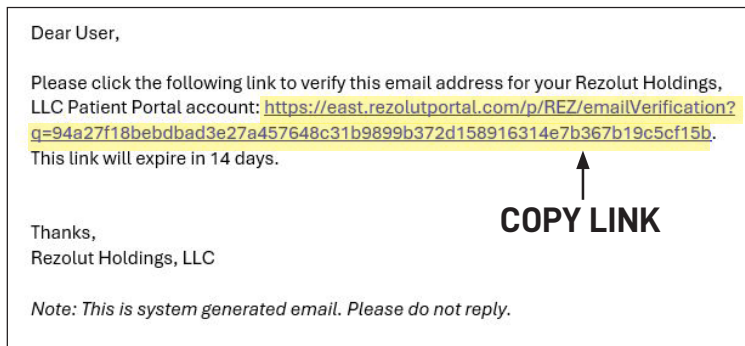 Dear User,
Please click the following link to verify this email address for your Rezolut Holdings,
LLC Patient Portal account: https://east.rezolutportal.com/p/REZ/emailVerification?
q=94a27f18bebdbad3e27a457648c31b9899b372d158916314e7b367b19c5cf15b.
This link will expire in 14 days.
COPY LINK
Thanks,
Rezolut Holdings, LLC
Note: This is system generated email. Please do not reply.